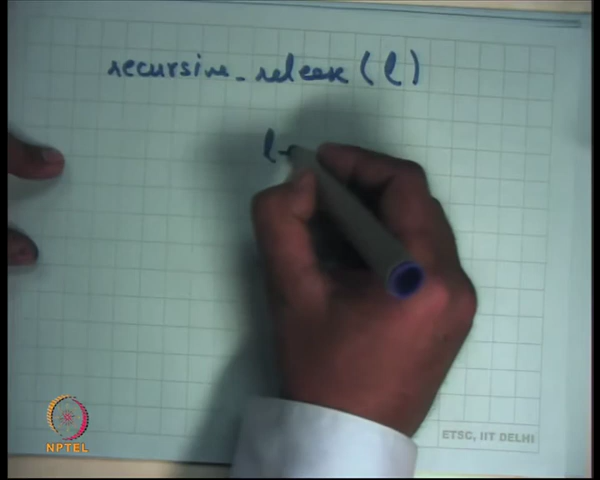 recursive_release (l)
l-
NPTEL
ETSC, IIT DELHI